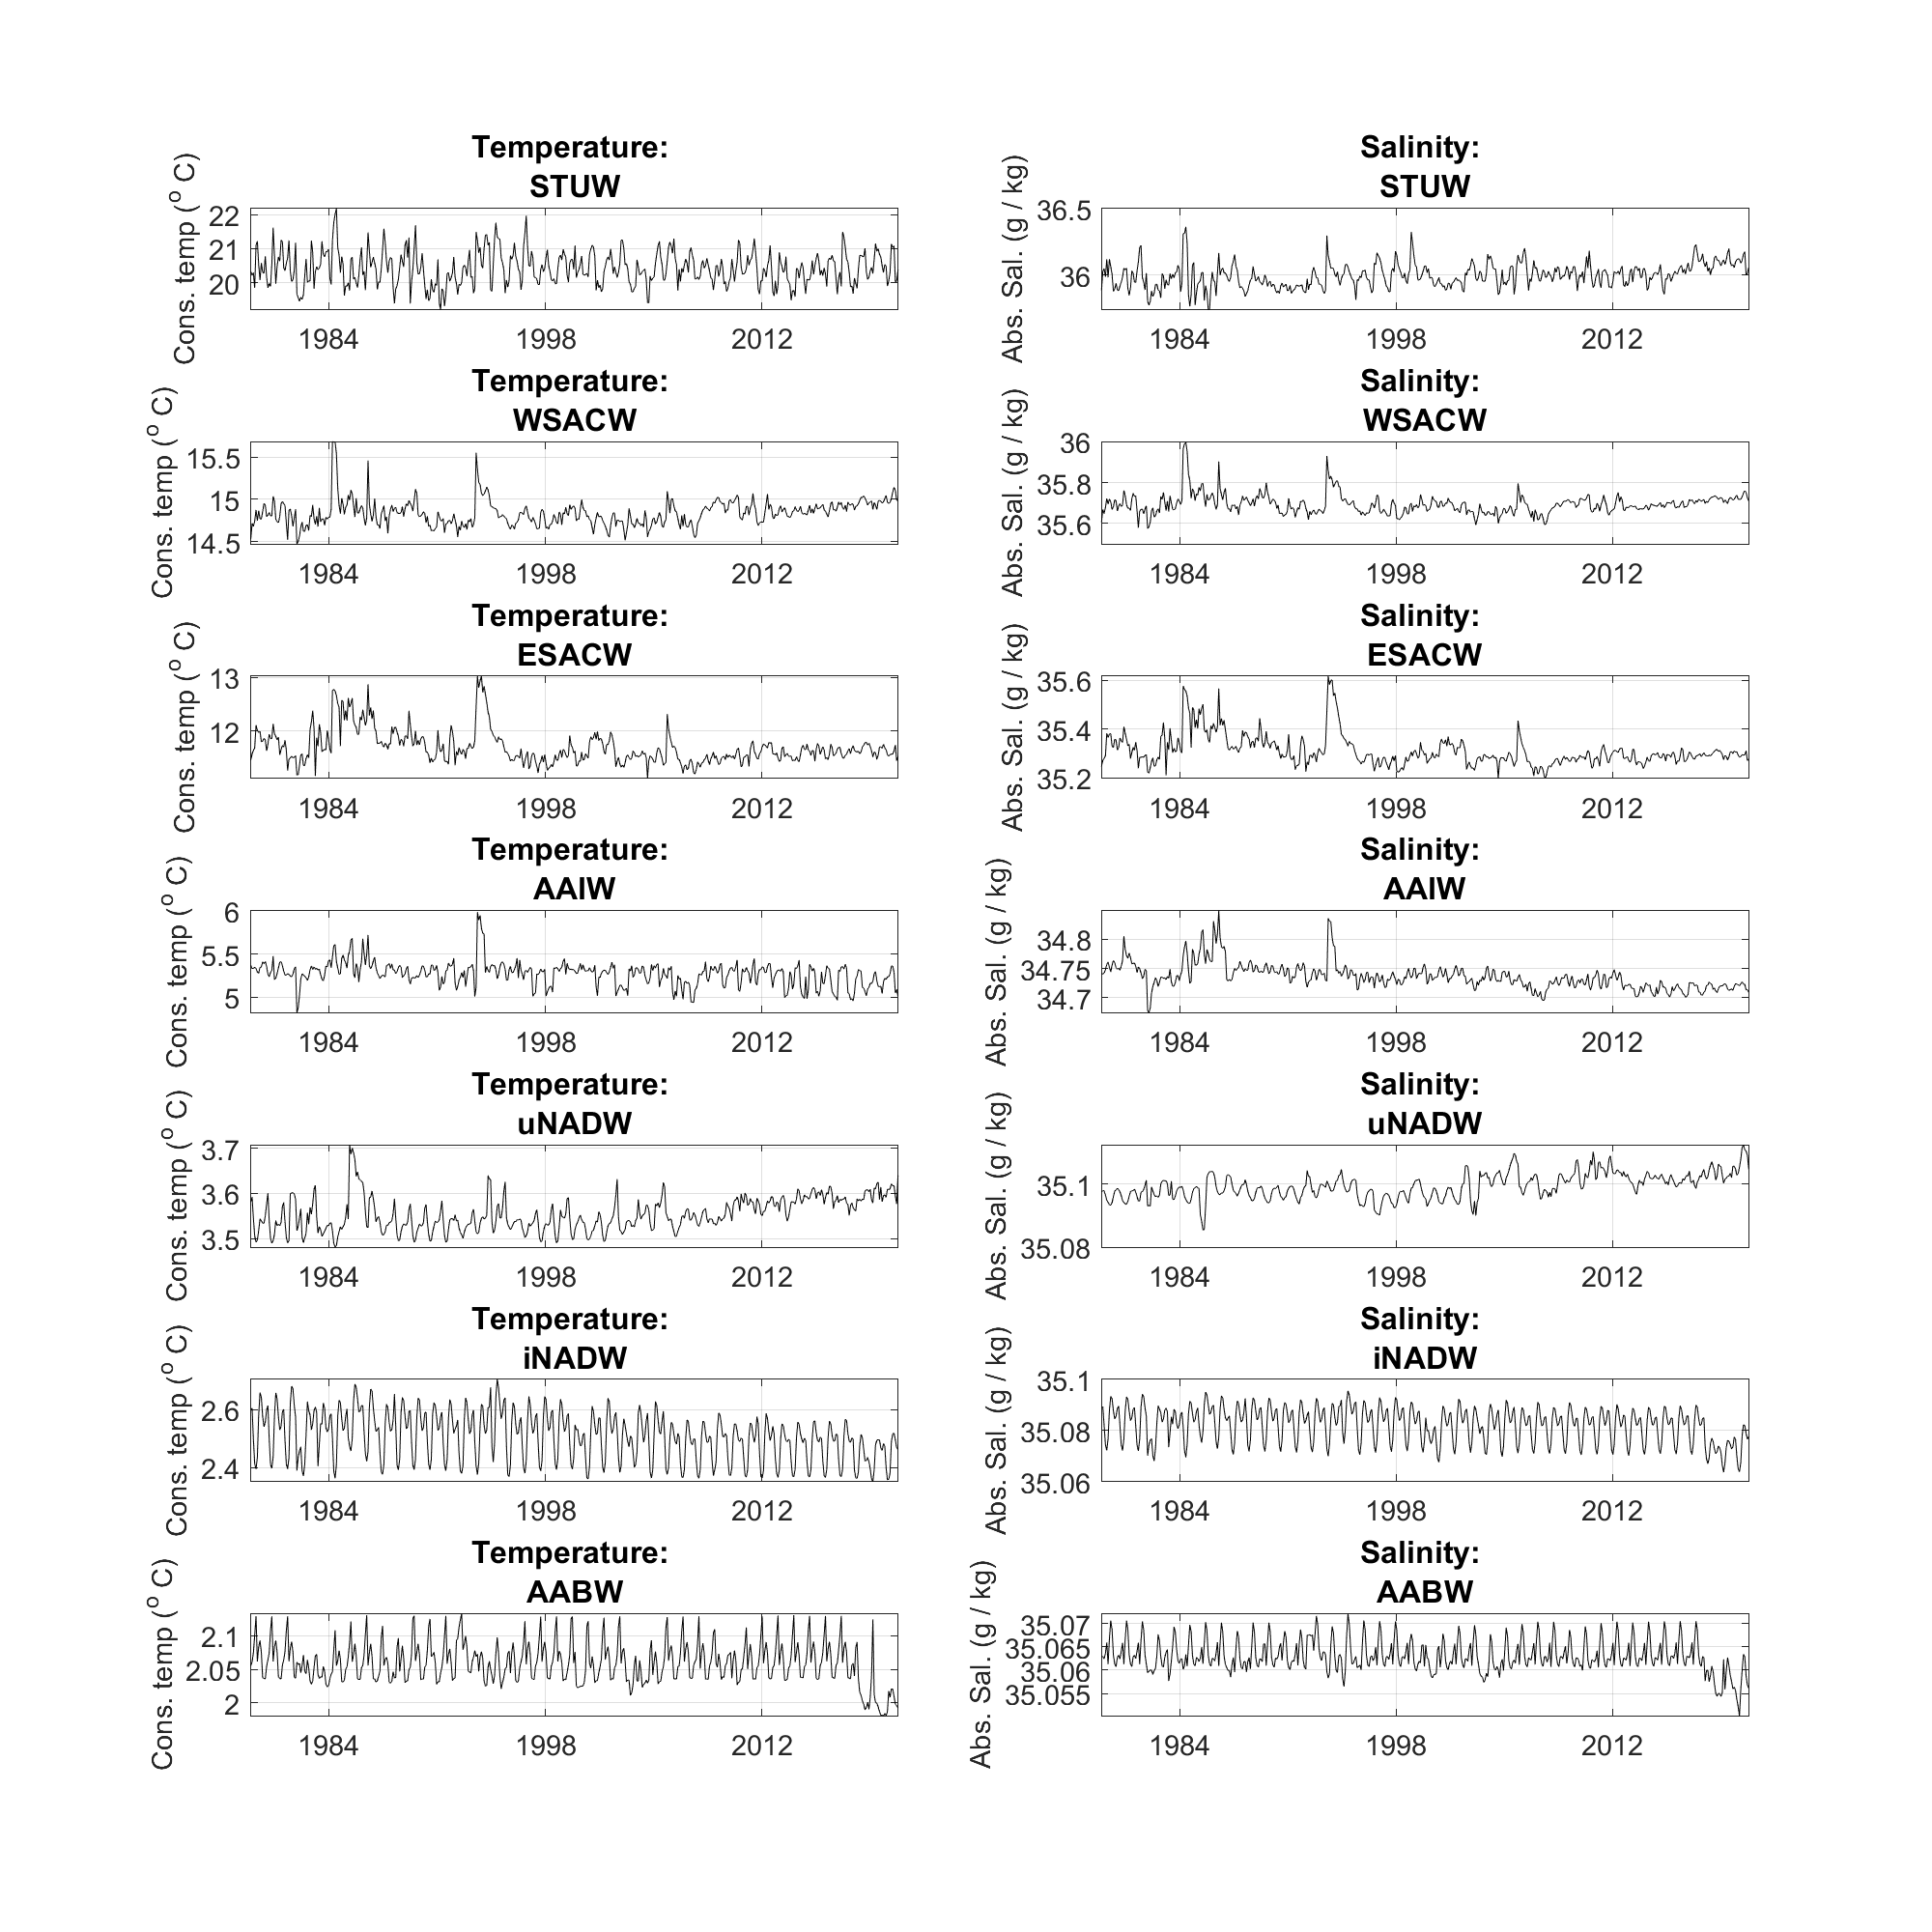 Temperature:
STUW
Cons. temp (° C)
22
21
20
1984 1998 2012
Salinity:
STUW
Abs. Sal. (g / kg)
36.5
36
1984 1998 2012
Temperature:
WSACW
Cons. temp (° C)
15.5
15
14.5
1984 1998 2012
Salinity:
WSACW
Abs. Sal. (g / kg)
36
35.8
35.6
1984 1998 2012
Temperature:
ESACW
Cons. temp (° C)
13
12
1984 1998 2012
Salinity:
ESACW
Abs. Sal. (g / kg)
35.6
35.4
35.2
1984 1998 2012
Temperature:
AAIW
Cons. temp (° C)
6
5.5
5
1984 1998 2012
Salinity:
AAIW
Abs. Sal. (g / kg)
34.8
34.75
34.7
1984 1998 2012
Temperature:
uNADW
Cons. temp (° C)
3.7
3.6
3.5
1984 1998 2012
Salinity:
uNADW
Abs. Sal. (g / kg)
35.1
35.08
1984 1998 2012
Temperature:
iNADW
Cons. temp (° C)
2.6
2.4
1984 1998 2012
Salinity:
iNADW
Abs. Sal. (g / kg)
35.1
35.08
35.06
1984 1998 2012
Temperature:
AABW
Cons. temp (° C)
2.1
2.05
2
1984 1998 2012
Salinity:
AABW
Abs. Sal. (g / kg)
35.07
35.065
35.06
35.055
1984 1998 2012